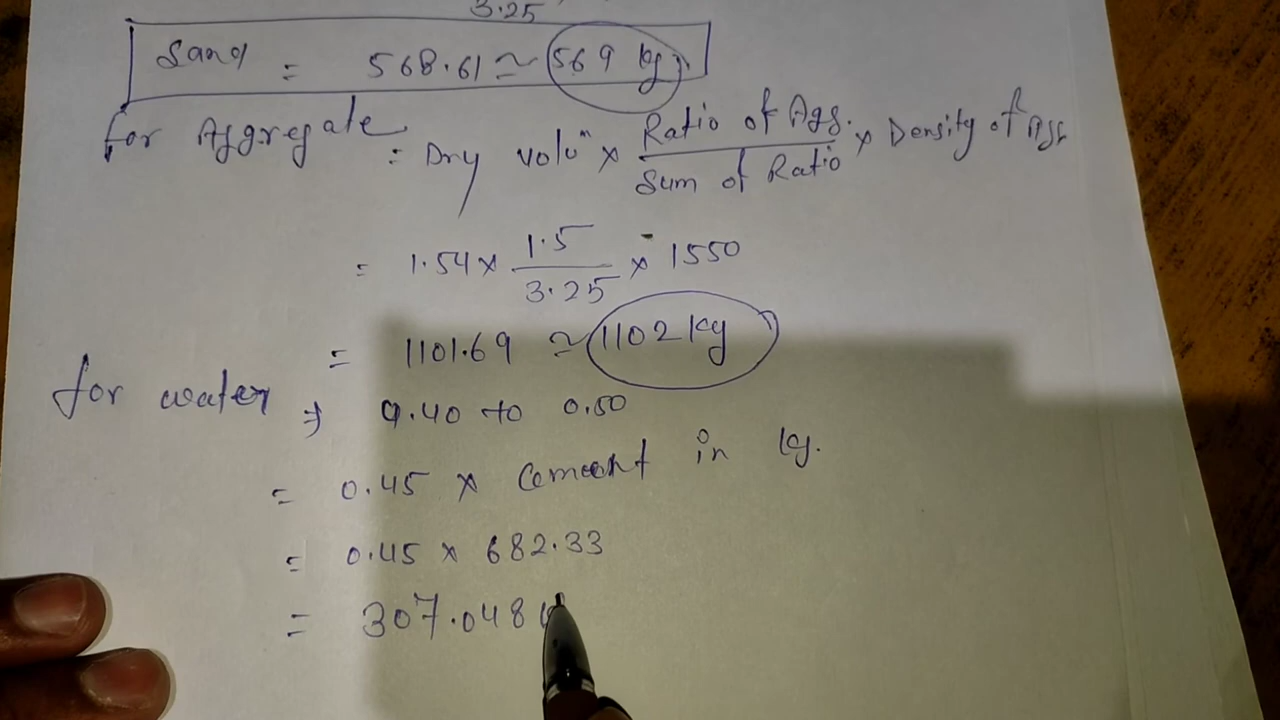 3.25
Sand = 568.61 ≃ 569 kg
for Aggregate = Dry volu^n × Ratio of Agg. / Sum of Ratio × Density of Agg
= 1.54 × 1.5 / 3.25 × 1550
= 1101.69 ≃ 1102 kg
for water → 0.40 to 0.50
= 0.45 × Cement in kg.
= 0.45 × 682.33
= 307.048